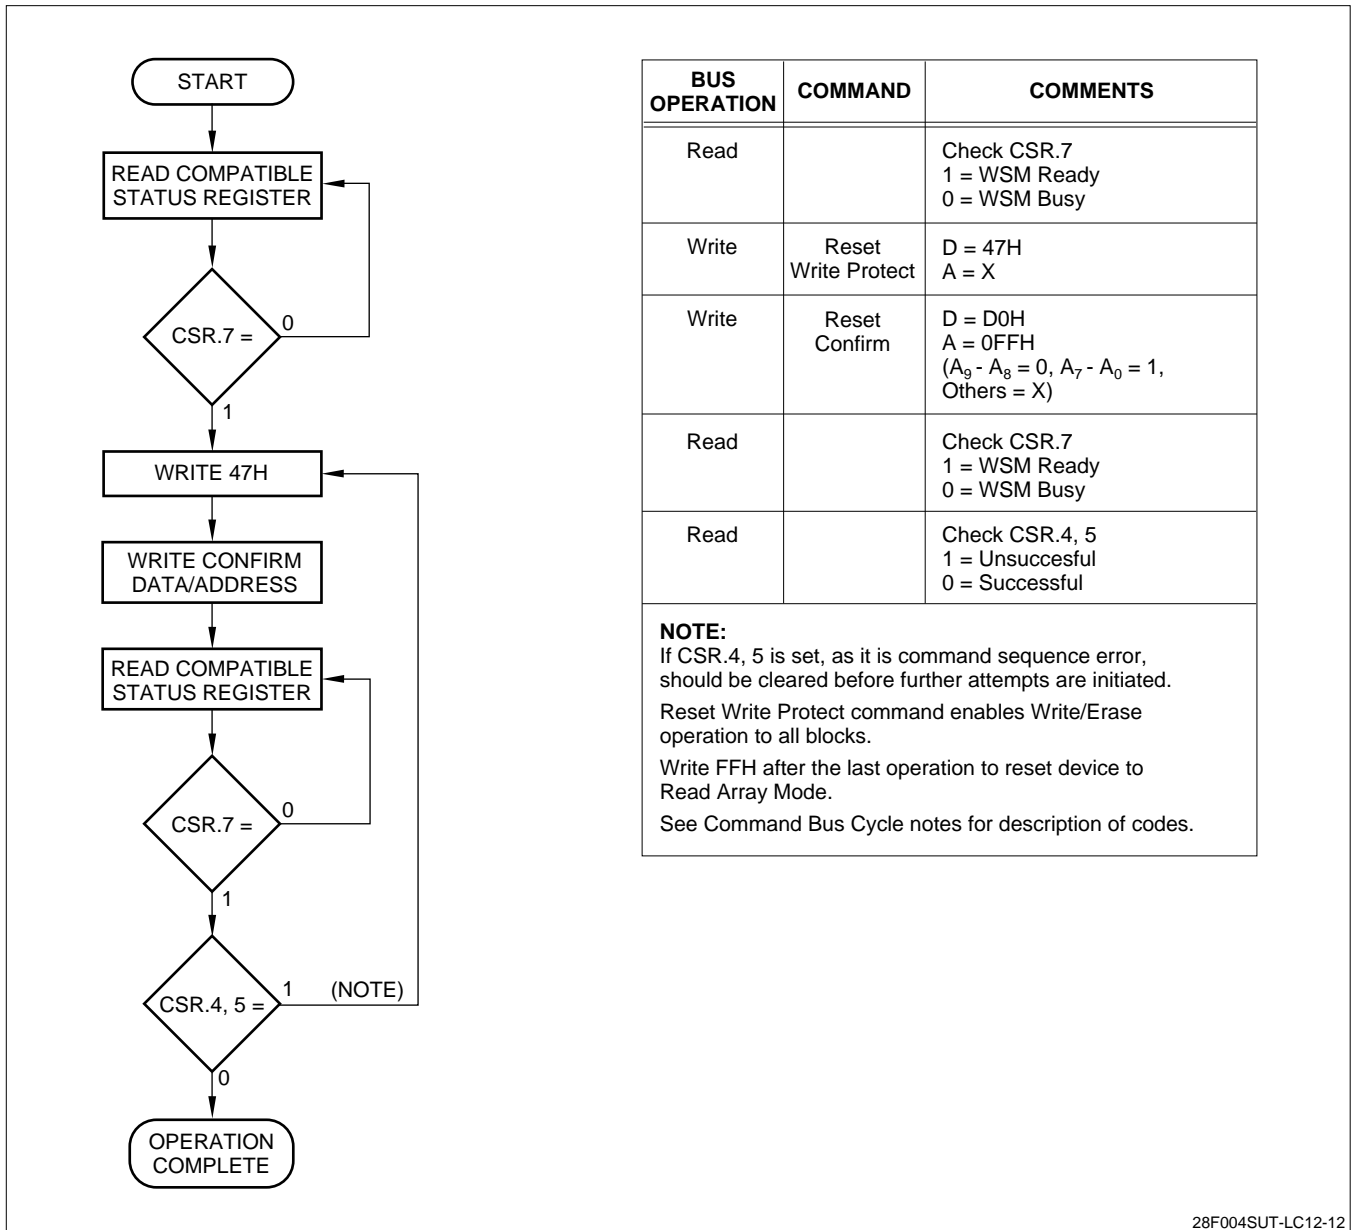 START
READ COMPATIBLE
STATUS REGISTER
CSR.7 =
0
1
WRITE 47H
WRITE CONFIRM
DATA/ADDRESS
READ COMPATIBLE
STATUS REGISTER
CSR.7 =
0
1
CSR.4, 5 =
1
(NOTE)
0
OPERATION
COMPLETE
BUS
OPERATION
COMMAND
COMMENTS
Read
Check CSR.7
1 = WSM Ready
0 = WSM Busy
Write
Reset
Write Protect
D = 47H
A = X
Write
Reset
Confirm
D = D0H
A = 0FFH
(A₉ - A₈ = 0, A₇ - A₀ = 1,
Others = X)
Read
Check CSR.7
1 = WSM Ready
0 = WSM Busy
Read
Check CSR.4, 5
1 = Unsuccesful
0 = Successful
NOTE:
If CSR.4, 5 is set, as it is command sequence error,
should be cleared before further attempts are initiated.
Reset Write Protect command enables Write/Erase
operation to all blocks.
Write FFH after the last operation to reset device to
Read Array Mode.
See Command Bus Cycle notes for description of codes.
28F004SUT-LC12-12